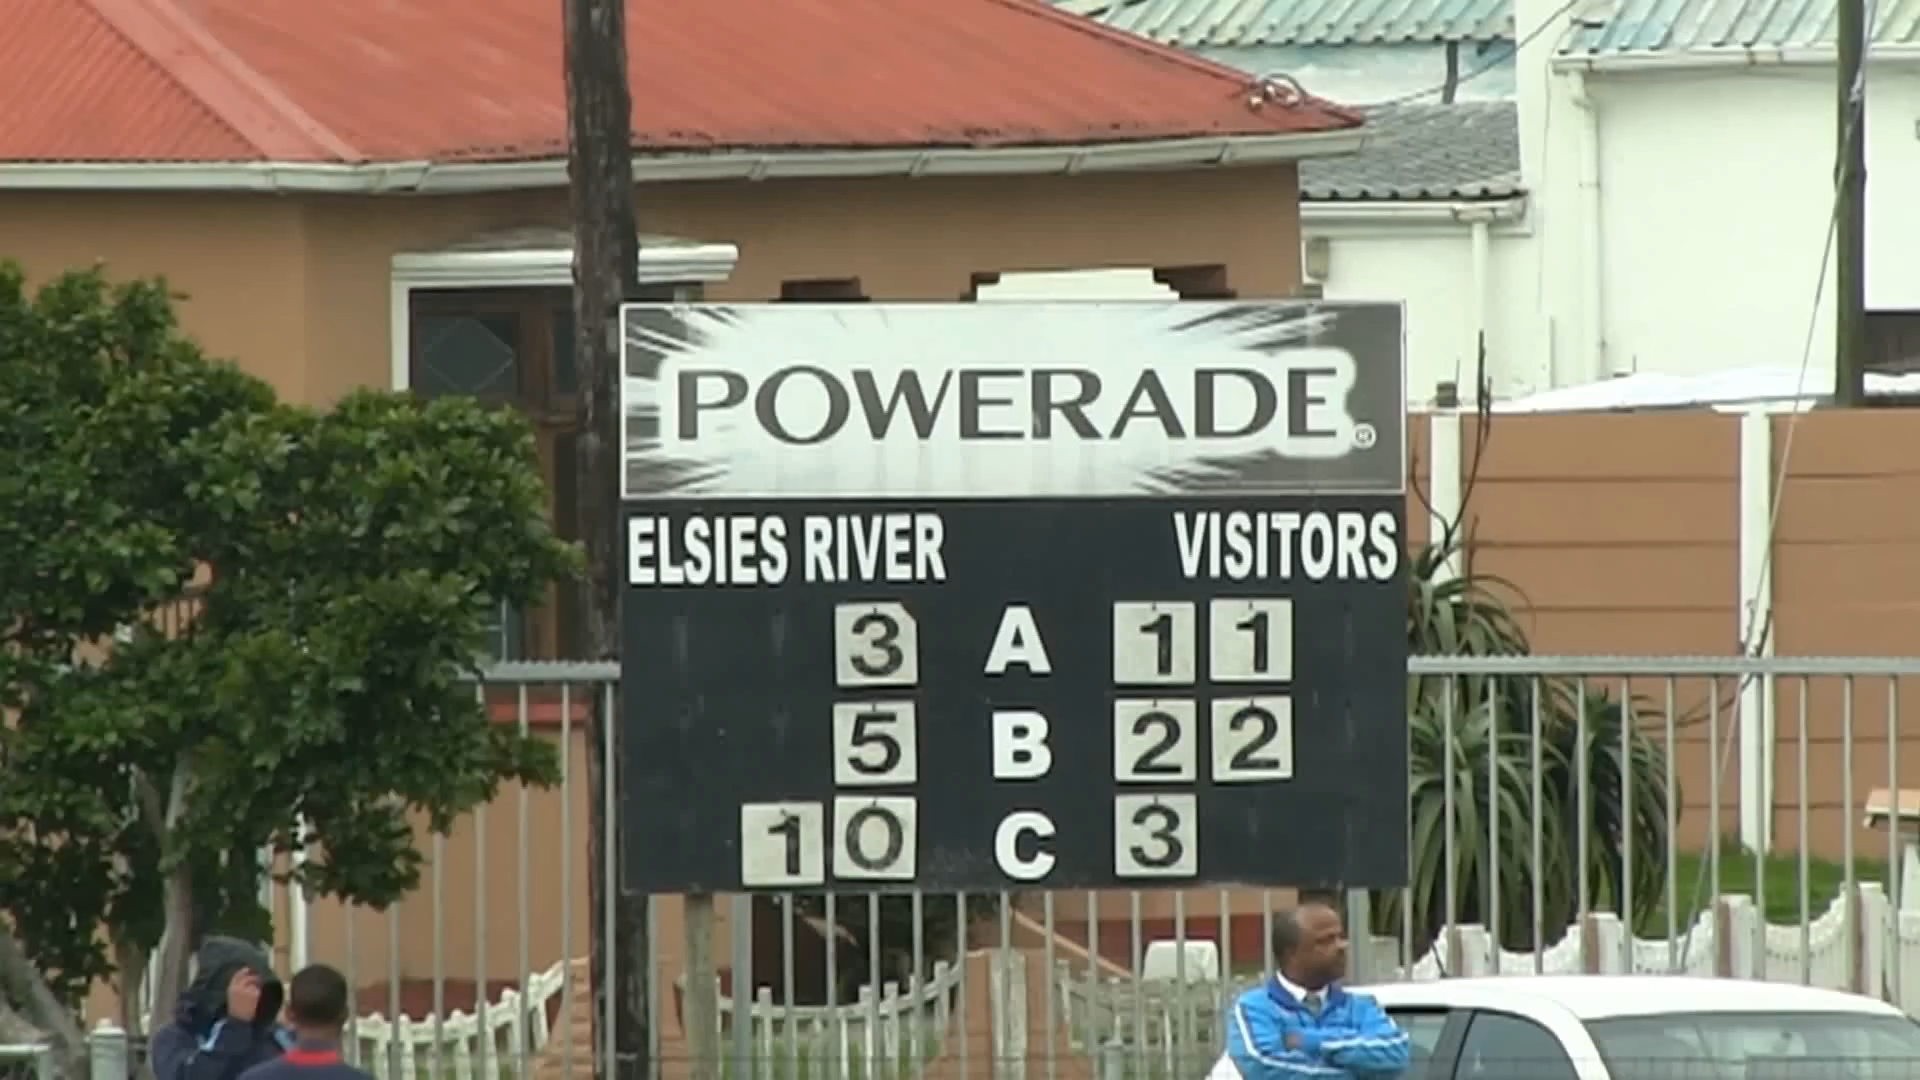 POWERADE®
ELSIES RIVER VISITORS
3 A 11
5 B 22
10 C 3